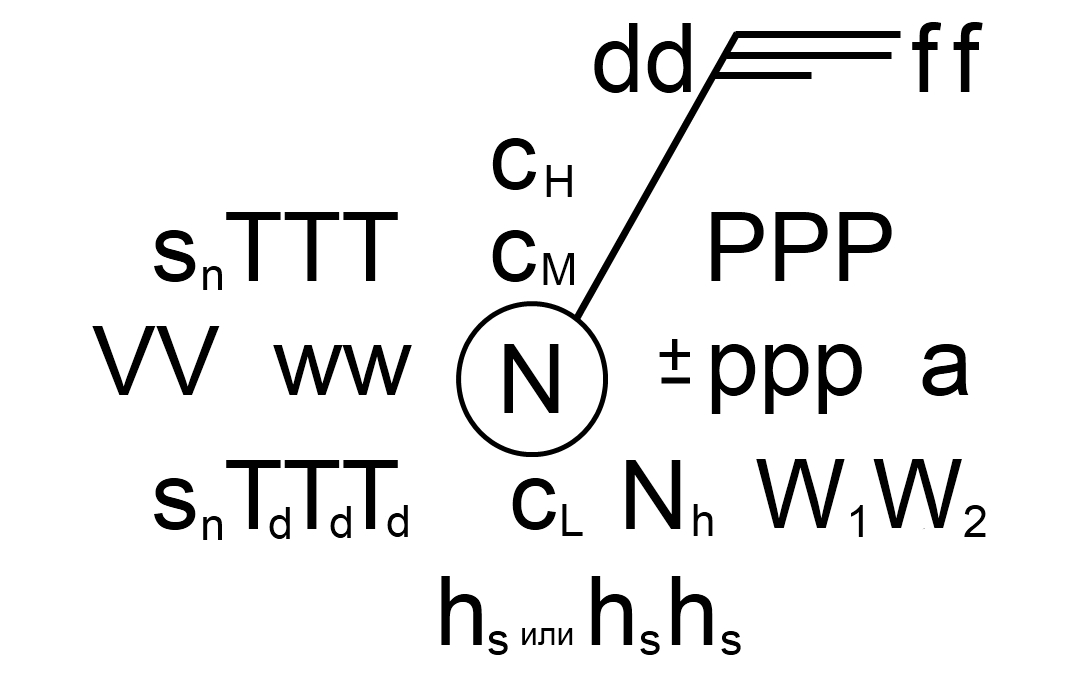 dd ff
cH
snTTT cM PPP
VV ww N ±ppp a
snTdTdTd cL Nh W1W2
hs или hshs